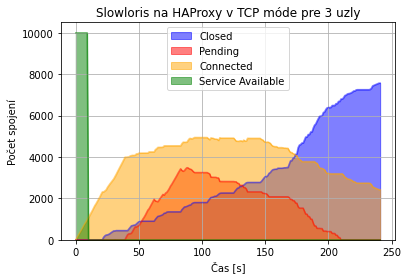 Slowloris na HAProxy v TCP móde pre 3 uzly
Closed
Pending
Connected
Service Available
Počet spojení
10000
8000
6000
4000
2000
0
0 50 100 150 200 250
Čas [s]